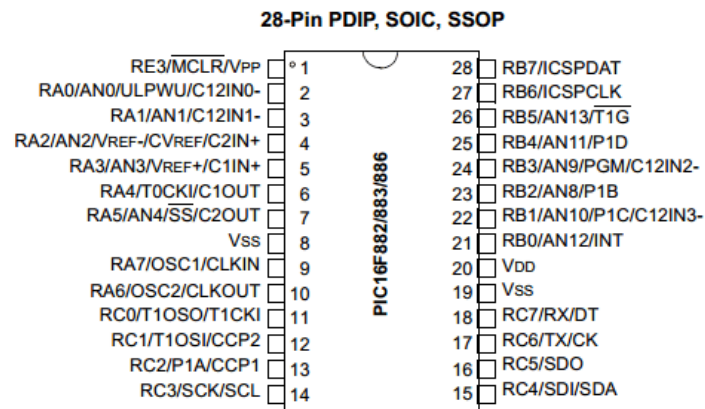 28-Pin PDIP, SOIC, SSOP
RE3/MCLR/VPP 1 28 RB7/ICSPDAT
RA0/AN0/ULPWU/C12IN0- 2 27 RB6/ICSPCLK
RA1/AN1/C12IN1- 3 26 RB5/AN13/T1G
RA2/AN2/VREF-/CVREF/C2IN+ 4 25 RB4/AN11/P1D
RA3/AN3/VREF+/C1IN+ 5 24 RB3/AN9/PGM/C12IN2-
RA4/T0CKI/C1OUT 6 23 RB2/AN8/P1B
RA5/AN4/SS/C2OUT 7 22 RB1/AN10/P1C/C12IN3-
VSS 8 21 RB0/AN12/INT
RA7/OSC1/CLKIN 9 20 VDD
RA6/OSC2/CLKOUT 10 19 VSS
RC0/T1OSO/T1CKI 11 18 RC7/RX/DT
RC1/T1OSI/CCP2 12 17 RC6/TX/CK
RC2/P1A/CCP1 13 16 RC5/SDO
RC3/SCK/SCL 14 15 RC4/SDI/SDA
PIC16F882/883/886